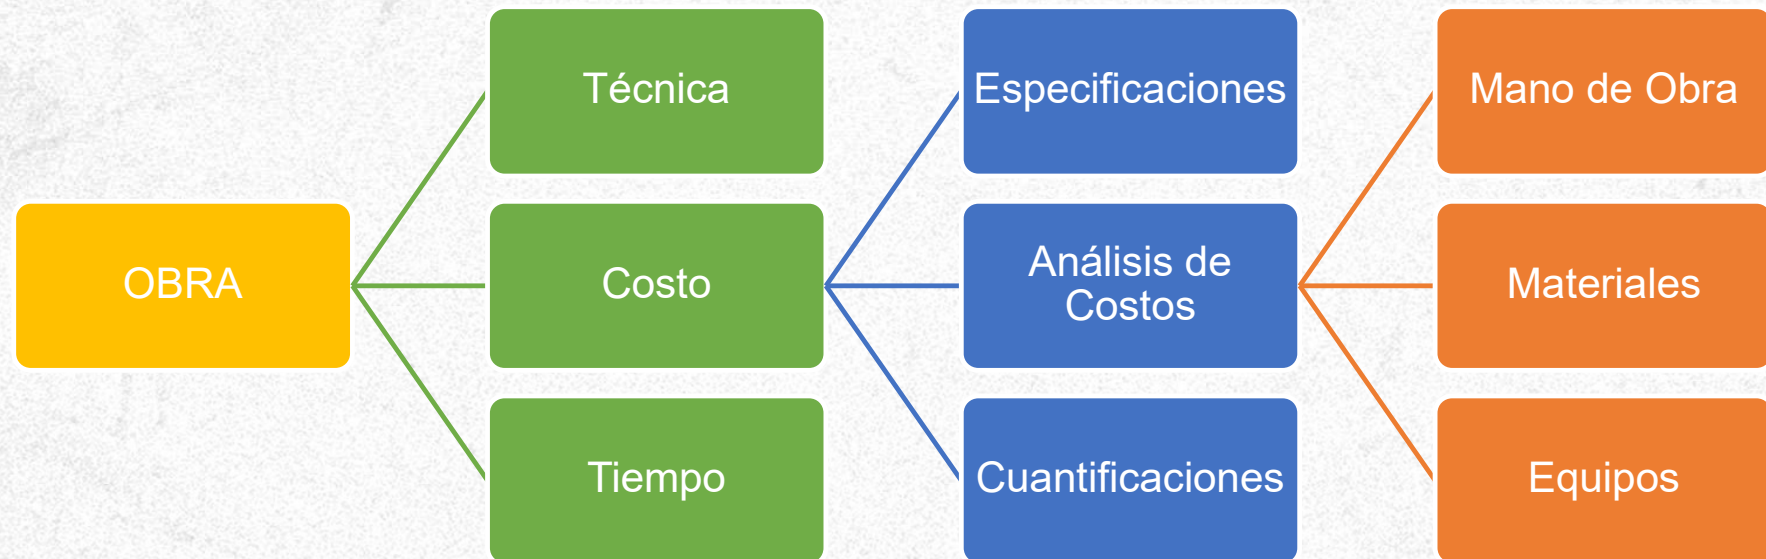 OBRA
Técnica
Costo
Tiempo
Especificaciones
Análisis de
Costos
Cuantificaciones
Mano de Obra
Materiales
Equipos